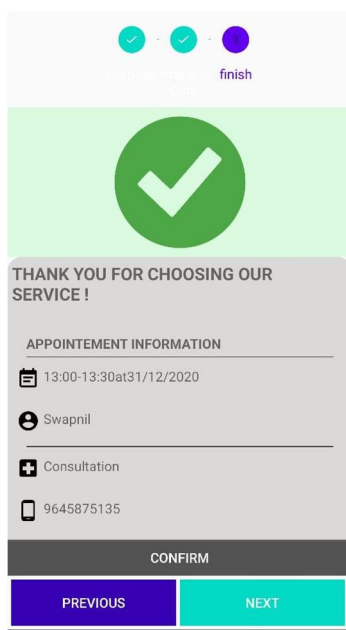 finish
THANK YOU FOR CHOOSING OUR
SERVICE !
APPOINTEMENT INFORMATION
13:00-13:30at31/12/2020
Swapnil
Consultation
9645875135
CONFIRM
PREVIOUS
NEXT